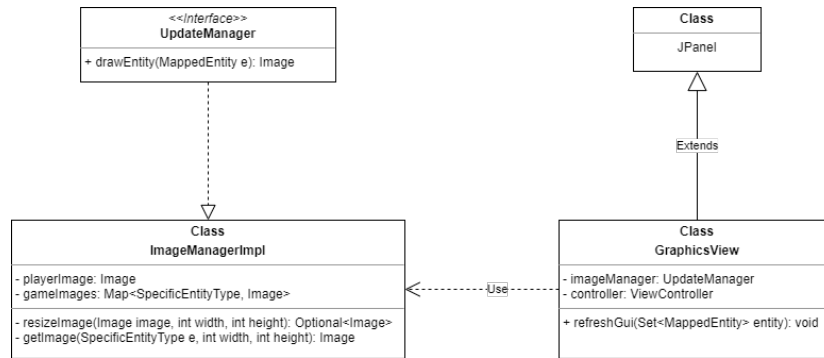 <<Interface>>
UpdateManager
+ drawEntity(MappedEntity e): Image
Class
JPanel
Extends
Class
ImageManagerImpl
- playerImage: Image
- gameImages: Map<SpecificEntityType, Image>
- resizeImage(Image image, int width, int height): Optional<Image>
- getImage(SpecificEntityType e, int width, int height): Image
Use
Class
GraphicsView
- imageManager: UpdateManager
- controller: ViewController
+ refreshGui(Set<MappedEntity> entity): void